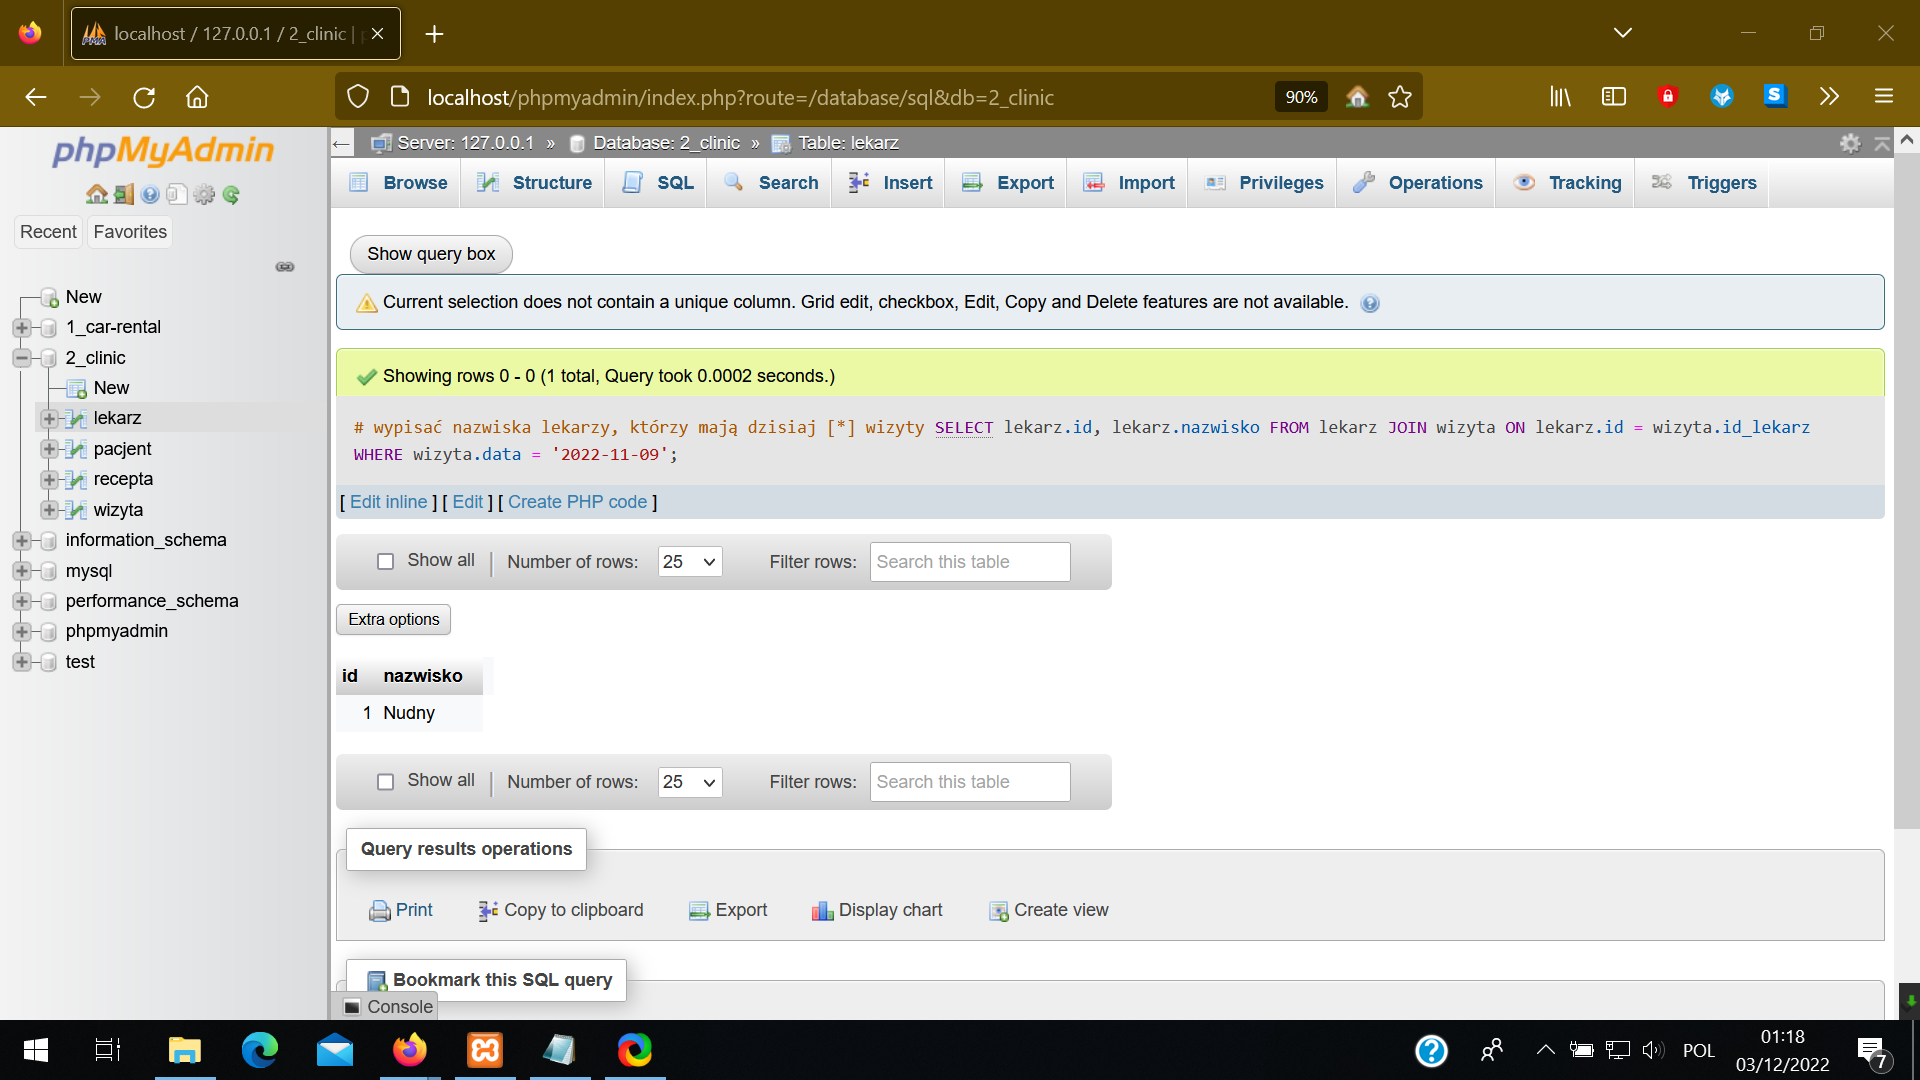 localhost / 127.0.0.1 / 2_clinic |
localhost/phpmyadmin/index.php?route=/database/sql&db=2_clinic
90%
phpMyAdmin
Recent
Favorites
New
1_car-rental
2_clinic
New
lekarz
pacjent
recepta
wizyta
information_schema
mysql
performance_schema
phpmyadmin
test
Server: 127.0.0.1 » Database: 2_clinic » Table: lekarz
Browse Structure SQL Search Insert Export Import Privileges Operations Tracking Triggers
Show query box
Current selection does not contain a unique column. Grid edit, checkbox, Edit, Copy and Delete features are not available.
Showing rows 0 - 0 (1 total, Query took 0.0002 seconds.)
# wypisać nazwiska lekarzy, którzy mają dzisiaj [*] wizyty SELECT lekarz.id, lekarz.nazwisko FROM lekarz JOIN wizyta ON lekarz.id = wizyta.id_lekarz
WHERE wizyta.data = '2022-11-09';
[ Edit inline ] [ Edit ] [ Create PHP code ]
Show all | Number of rows: 25 Filter rows: Search this table
Extra options
id nazwisko
1 Nudny
Show all | Number of rows: 25 Filter rows: Search this table
Query results operations
Print Copy to clipboard Export Display chart Create view
Bookmark this SQL query
Console
POL
01:18
03/12/2022
7